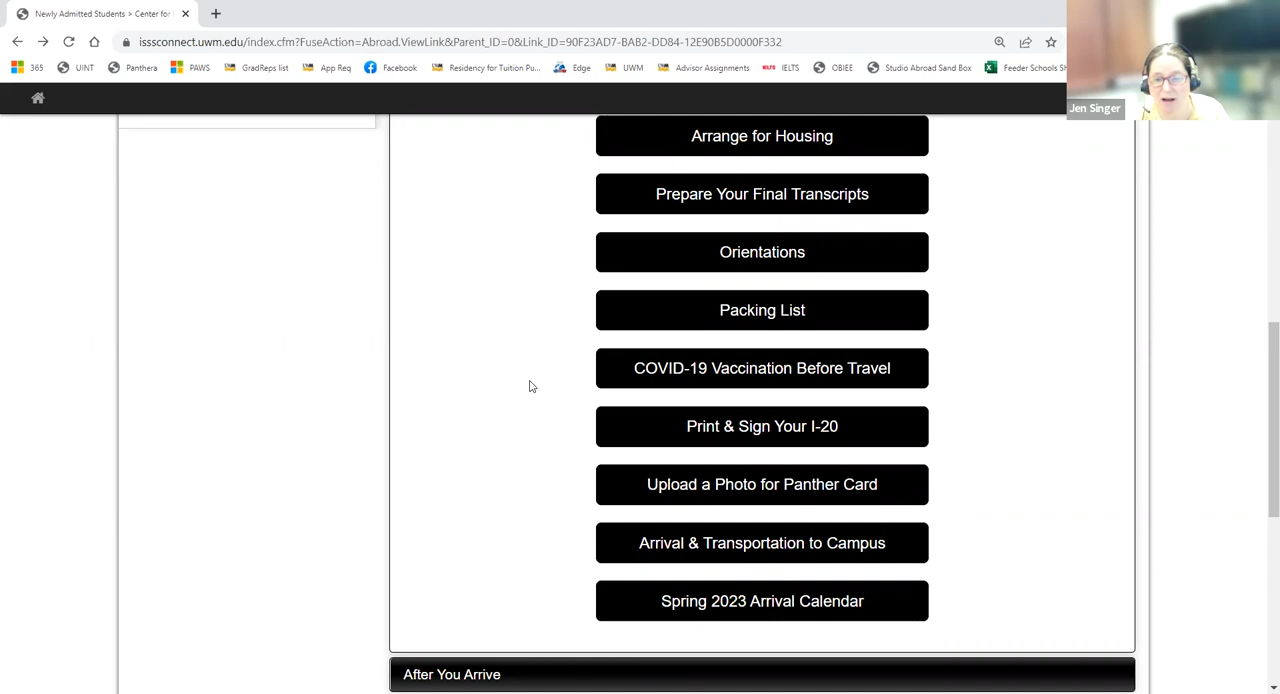 Newly Admitted Students > Center for
isssconnect.uwm.edu/index.cfm?FuseAction=Abroad.ViewLink&Parent_ID=0&Link_ID=90F23AD7-BAB2-DD84-12E90B5D0000F332
365 UINT Panthera PAWS GradReps list App Req Facebook Residency for Tuition Pu... Edge UWM Advisor Assignments IELTS IELTS OBIEE Studio Abroad Sand Box Feeder Schools Sh
Jen Singer
Arrange for Housing
Prepare Your Final Transcripts
Orientations
Packing List
COVID-19 Vaccination Before Travel
Print & Sign Your I-20
Upload a Photo for Panther Card
Arrival & Transportation to Campus
Spring 2023 Arrival Calendar
After You Arrive